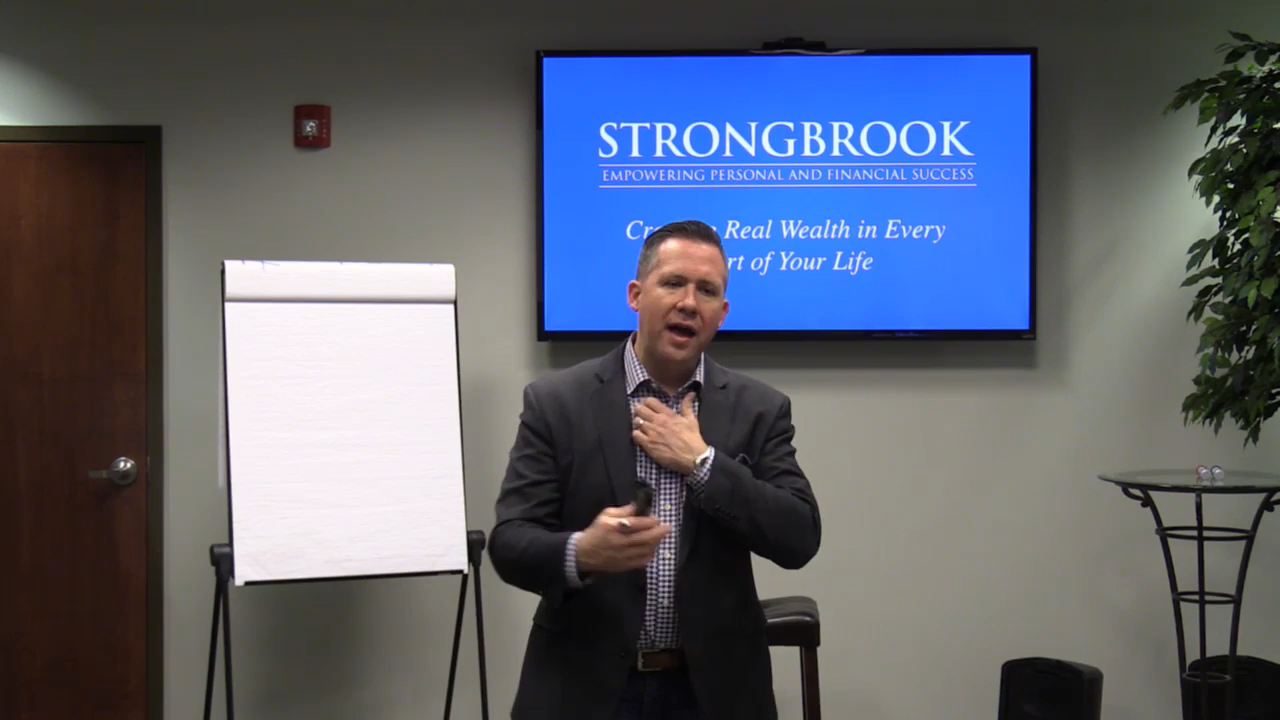 STRONGBROOK
EMPOWERING PERSONAL AND FINANCIAL SUCCESS
Real Wealth in Every
of Your Life